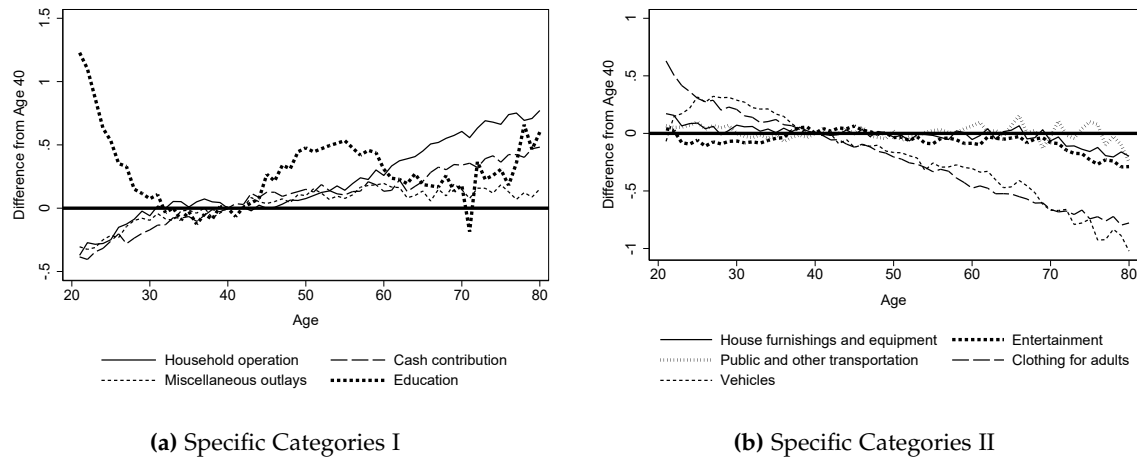 Difference from Age 40
1.5
1
.5
0
-.5
20 30 40 50 60 70 80
Age
Household operation Cash contribution
Miscellaneous outlays Education
(a) Specific Categories I
Difference from Age 40
1
.5
0
-.5
-1
20 30 40 50 60 70 80
Age
House furnishings and equipment Entertainment
Public and other transportation Clothing for adults
Vehicles
(b) Specific Categories II